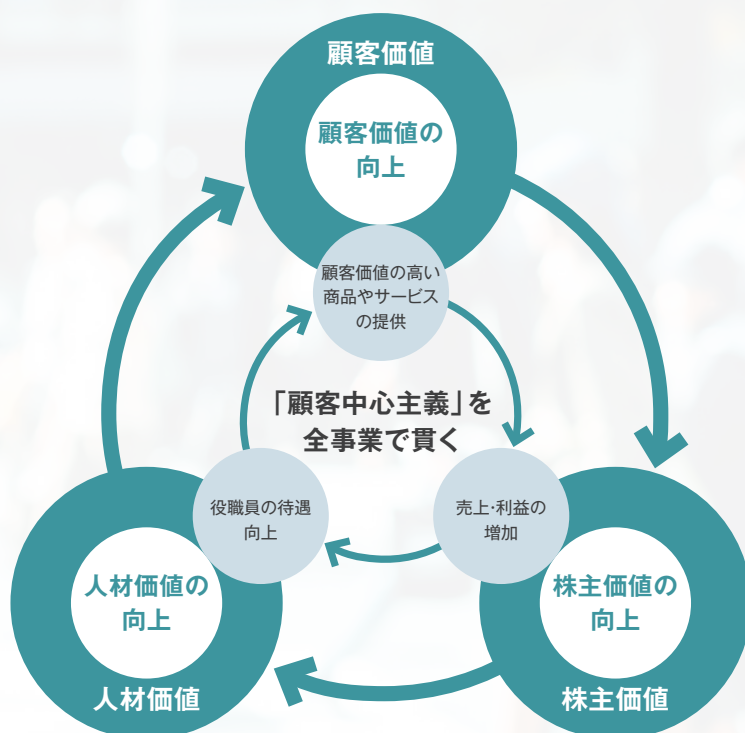 顧客価値
顧客価値の
向上
顧客価値の高い
商品やサービス
の提供
「顧客中心主義」を
全事業で貫く
役職員の待遇
向上
売上・利益の
増加
人材価値の
向上
人材価値
株主価値の
向上
株主価値